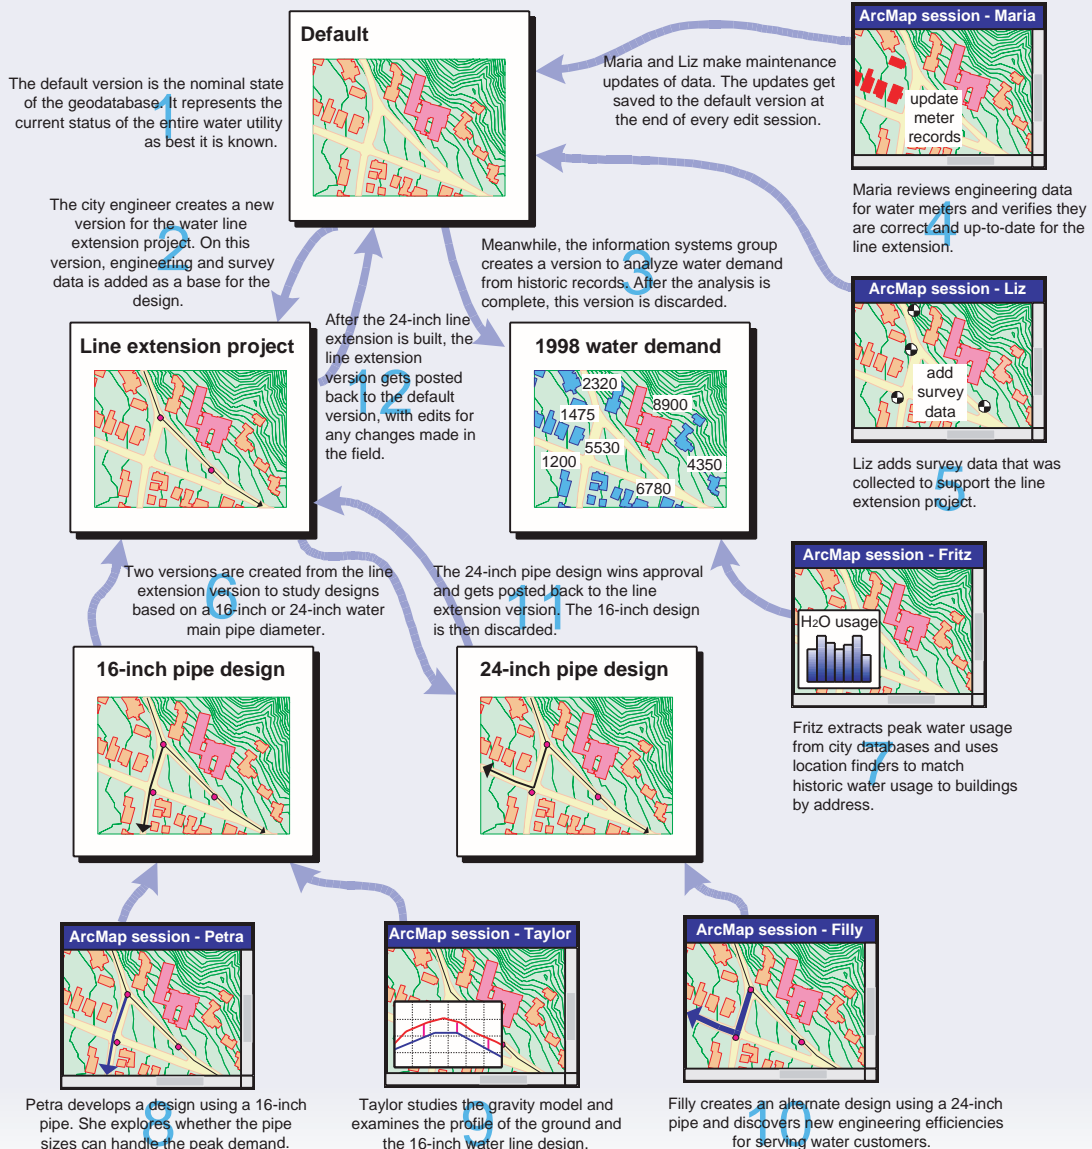 Default
ArcMap session - Maria
update
meter
records
The default version is the nominal state
of the geodatabase. It represents the
current status of the entire water utility
as best it is known.
1
Maria and Liz make maintenance
updates of data. The updates get
saved to the default version at
the end of every edit session.
Maria reviews engineering data
for water meters and verifies they
are correct and up-to-date for the
line extension.
4
The city engineer creates a new
version for the water line
extension project. On this
version, engineering and survey
data is added as a base for the
design.
2
Meanwhile, the information systems group
creates a version to analyze water demand
from historic records. After the analysis is
complete, this version is discarded.
3
ArcMap session - Liz
add
survey
data
Liz adds survey data that was
collected to support the line
extension project.
5
Line extension project
After the 24-inch line
extension is built, the
line extension
version gets posted
back to the default
version, with edits for
any changes made in
the field.
12
1998 water demand
2320
8900
1475
5530
1200
4350
6780
Two versions are created from the line
extension version to study designs
based on a 16-inch or 24-inch water
main pipe diameter.
6
The 24-inch pipe design wins approval
and gets posted back to the line
extension version. The 16-inch design
is then discarded.
11
ArcMap session - Fritz
H2O usage
Fritz extracts peak water usage
from city databases and uses
location finders to match
historic water usage to buildings
by address.
7
16-inch pipe design
24-inch pipe design
ArcMap session - Petra
Petra develops a design using a 16-inch
pipe. She explores whether the pipe
sizes can handle the peak demand.
8
ArcMap session - Taylor
Taylor studies the gravity model and
examines the profile of the ground and
the 16-inch water line design.
9
ArcMap session - Filly
Filly creates an alternate design using a 24-inch
pipe and discovers new engineering efficiencies
for serving water customers.
10